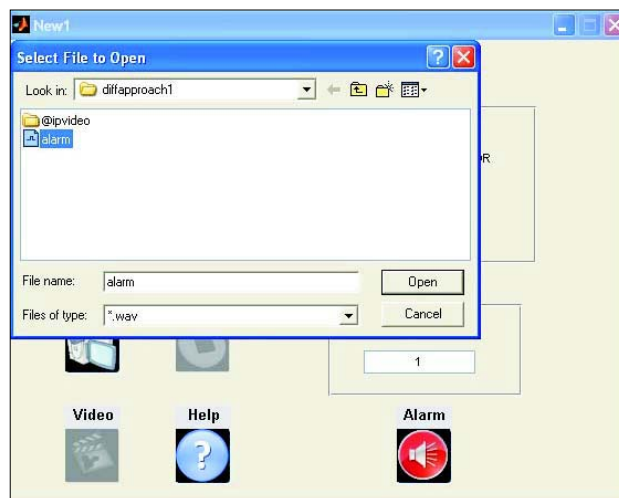 New1
Select File to Open
Look in: diffapproach1
@ipvideo
alarm
File name: alarm Open
Files of type: *.wav Cancel
1
Video Help Alarm